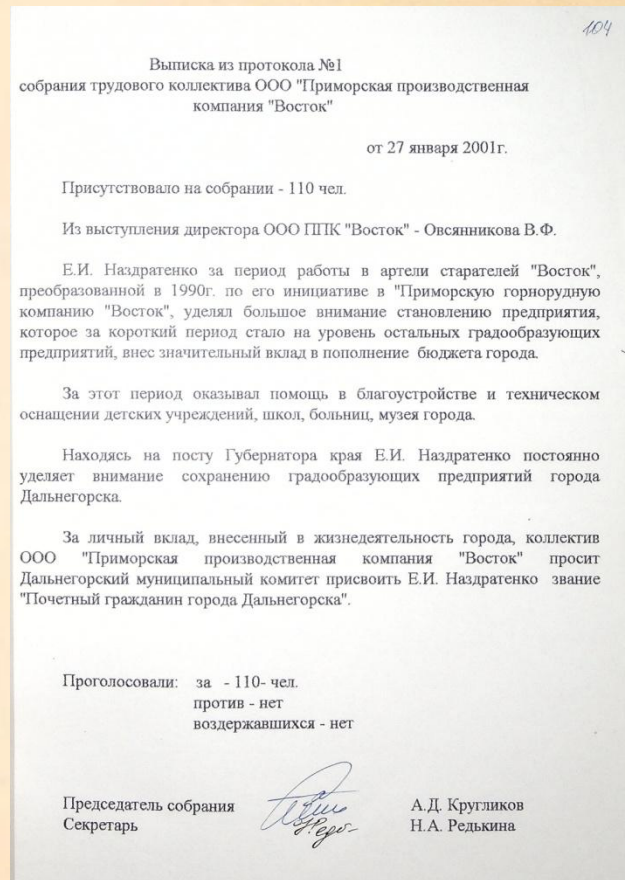 104
Выписка из протокола №1
собрания трудового коллектива ООО "Приморская производственная
компания "Восток"
от 27 января 2001г.
Присутствовало на собрании - 110 чел.
Из выступления директора ООО ППК "Восток" - Овсянникова В.Ф.
Е.И. Наздратенко за период работы в артели старателей "Восток",
преобразованной в 1990г. по его инициативе в "Приморскую горнорудную
компанию "Восток", уделял большое внимание становлению предприятия,
которое за короткий период стало на уровень остальных градообразующих
предприятий, внес значительный вклад в пополнение бюджета города.
За этот период оказывал помощь в благоустройстве и техническом
оснащении детских учреждений, школ, больниц, музея города.
Находясь на посту Губернатора края Е.И. Наздратенко постоянно
уделяет внимание сохранению градообразующих предприятий города
Дальнегорска.
За личный вклад, внесенный в жизнедеятельность города, коллектив
ООО "Приморская производственная компания "Восток" просит
Дальнегорский муниципальный комитет присвоить Е.И. Наздратенко звание
"Почетный гражданин города Дальнегорска".
Проголосовали: за - 110- чел.
против - нет
воздержавшихся - нет
Председатель собрания А.Д. Кругликов
Секретарь Н.А. Редькина